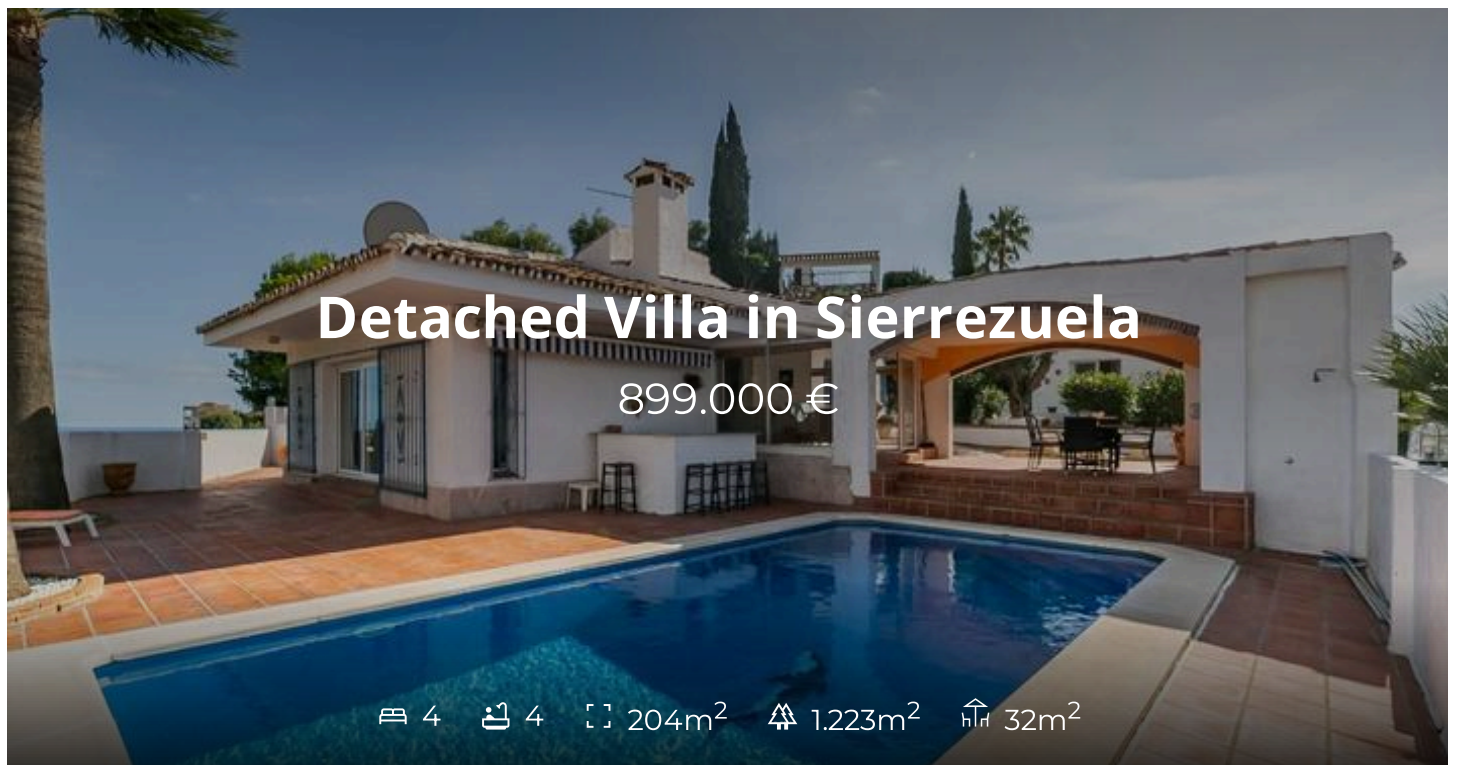 Detached Villa in Sierrezuela
899.000 €
4 4 204m² 1.223m² 32m²